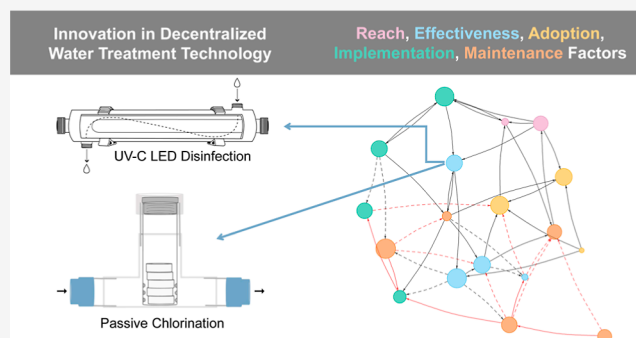 Innovation in Decentralized
Water Treatment Technology
Reach, Effectiveness, Adoption,
Implementation, Maintenance Factors
UV-C LED Disinfection
Passive Chlorination